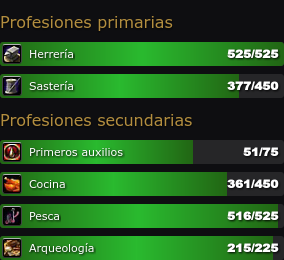 Profesiones primarias
Herrería 525/525
Sastería 377/450
Profesiones secundarias
Primeros auxilios 51/75
Cocina 361/450
Pesca 516/525
Arqueología 215/225